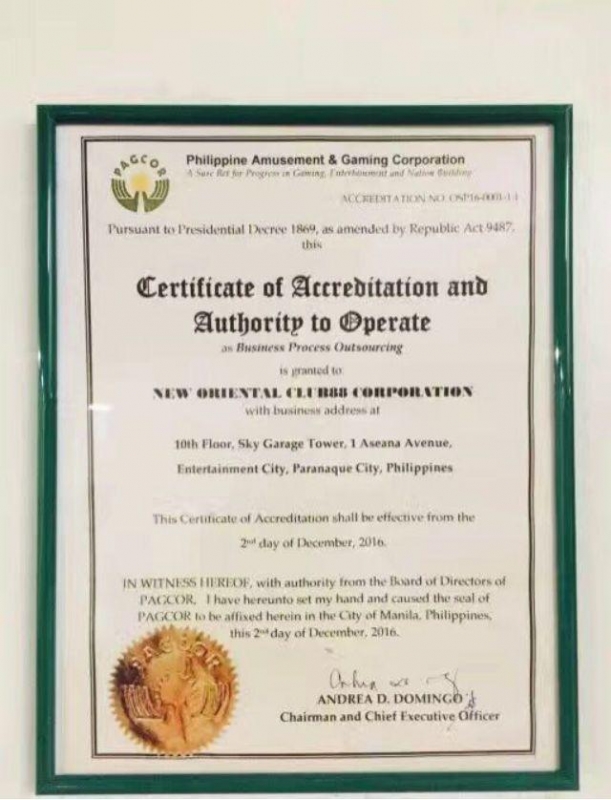 PAGCOR
Philippine Amusement & Gaming Corporation
A Sure Bet for Progress in Gaming, Entertainment and Nation Building
ACCREDITATION NO.
Pursuant to Presidential Decree 1869, as amended by Republic Act 9487,
this
Certificate of Accreditation and
Authority to Operate
as Business Process Outsourcing
is granted to
NEW ORIENTAL CLUB88 CORPORATION
with business address at
10th Floor, Sky Garage Tower, 1 Aseana Avenue,
Entertainment City, Paranaque City, Philippines
This Certificate of Accreditation shall be effective from the
2nd day of December, 2016.
IN WITNESS HEREOF, with authority from the Board of Directors of
PAGCOR, I have hereunto set my hand and caused the seal of
PAGCOR to be affixed herein in the City of Manila, Philippines,
this 2nd day of December, 2016.
PAGCOR
ANDREA D. DOMINGO
Chairman and Chief Executive Officer